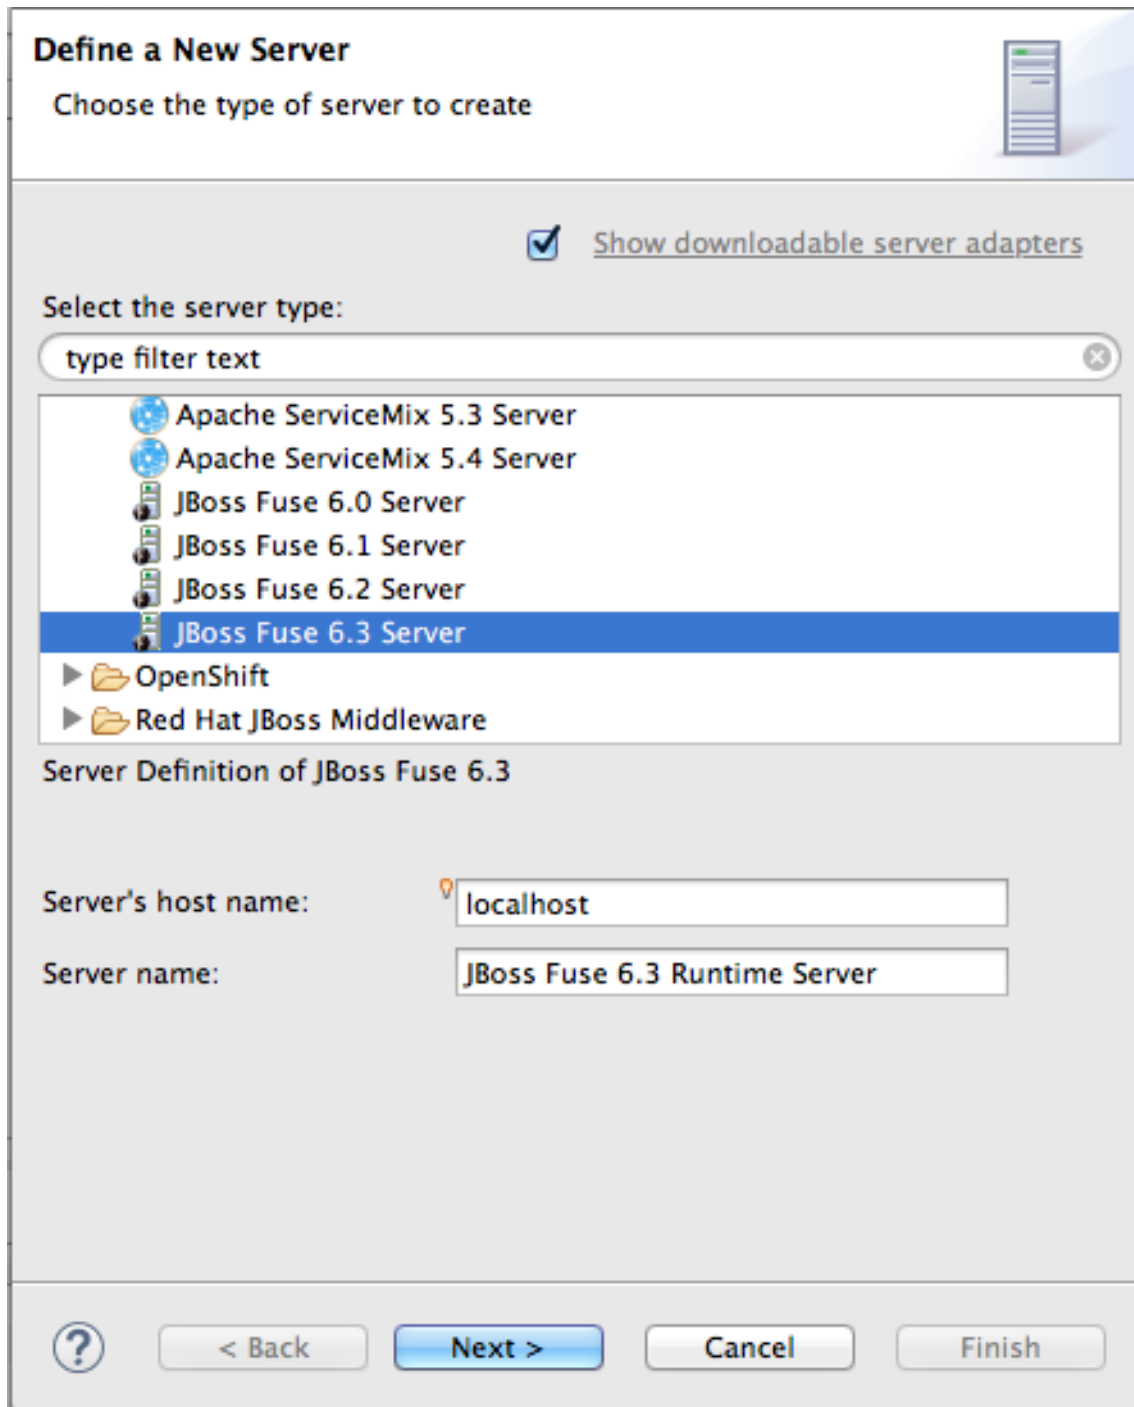 Define a New Server
Choose the type of server to create
Show downloadable server adapters
Select the server type:
type filter text
Apache ServiceMix 5.3 Server
Apache ServiceMix 5.4 Server
JBoss Fuse 6.0 Server
JBoss Fuse 6.1 Server
JBoss Fuse 6.2 Server
JBoss Fuse 6.3 Server
OpenShift
Red Hat JBoss Middleware
Server Definition of JBoss Fuse 6.3
Server's host name: localhost
Server name: JBoss Fuse 6.3 Runtime Server
? < Back Next > Cancel Finish